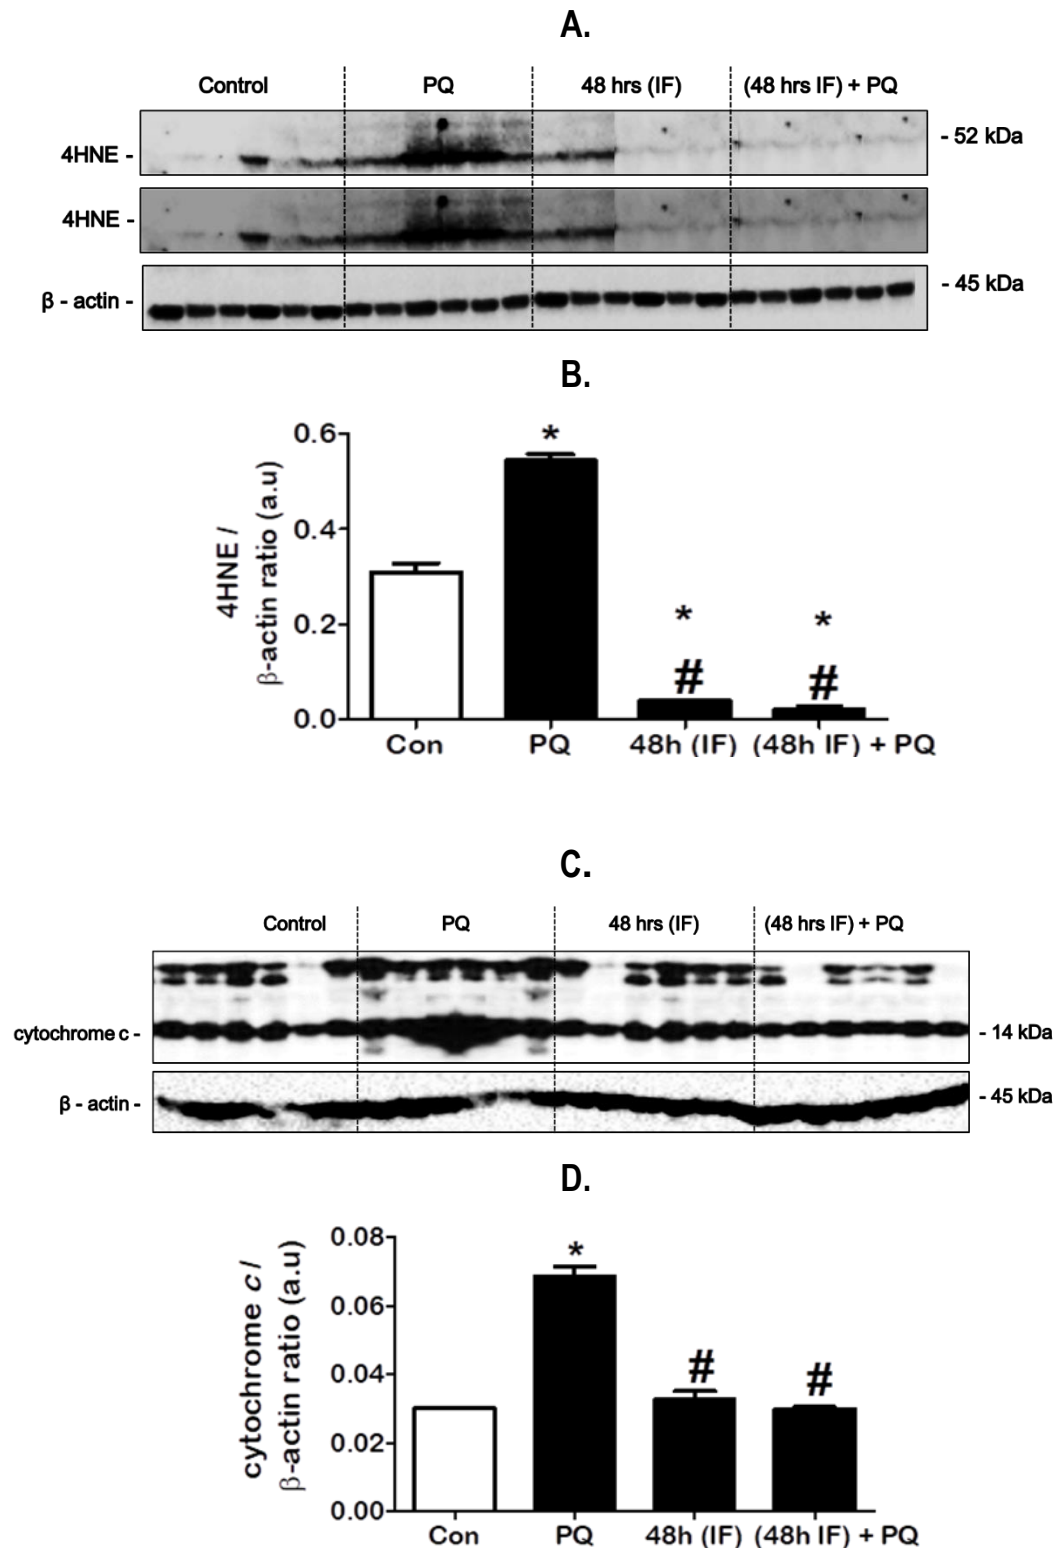 A.
Control PQ 48 hrs (IF) (48 hrs IF) + PQ
- 52 kDa
4HNE -
4HNE -
- 45 kDa
β - actin -
B.
4HNE /
β-actin ratio (a.u)
0.6
0.4
0.2
0.0
*
* #
* #
Con PQ 48h (IF) (48h IF) + PQ
C.
Control PQ 48 hrs (IF) (48 hrs IF) + PQ
cytochrome c - - 14 kDa
β - actin - - 45 kDa
D.
cytochrome c /
β-actin ratio (a.u)
0.08
0.06
0.04
0.02
0.00
*
# #
Con PQ 48h (IF) (48h IF) + PQ